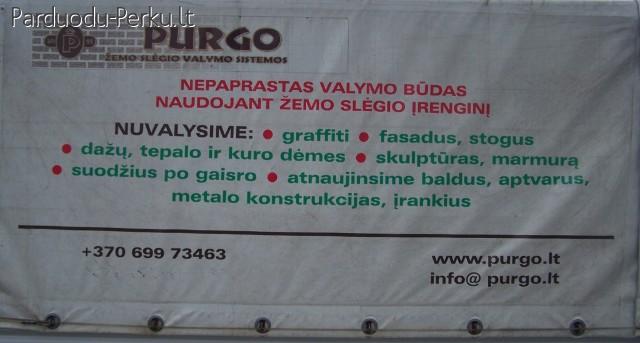 Parduodu-Perku.lt
P PURGO
ŽEMO SLĖGIO VALYMO SISTEMOS
NEPAPRASTAS VALYMO BŪDAS
NAUDOJANT ŽEMO SLĖGIO ĮRENGINĮ
NUVALYSIME: • graffiti • fasadus, stogus
• dažų, tepalo ir kuro dėmes • skulptūras, marmurą
• suodžius po gaisro • atnaujinsime baldus, aptvarus,
metalo konstrukcijas, įrankius
+370 699 73463
www.purgo.lt
info@ purgo.lt